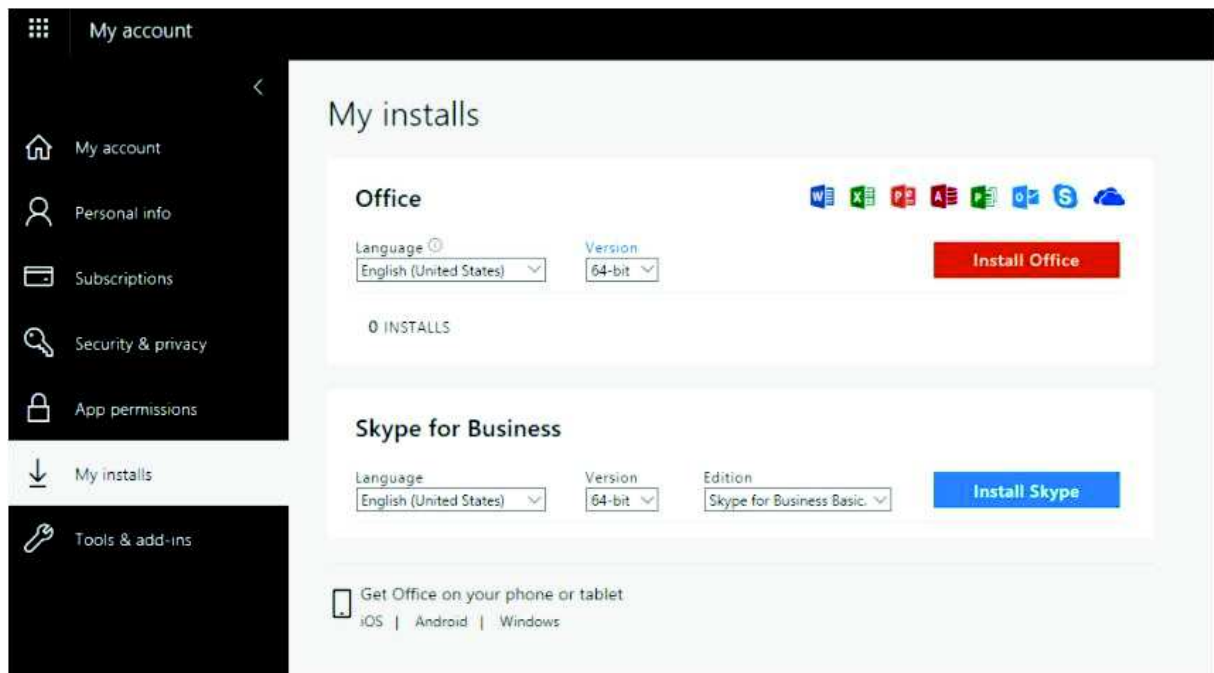 My account
My account
Personal info
Subscriptions
Security & privacy
App permissions
My installs
Tools & add-ins
My installs
Office
Language Version
English (United States) 64-bit
Install Office
0 INSTALLS
Skype for Business
Language Version Edition
English (United States) 64-bit Skype for Business Basic.
Install Skype
Get Office on your phone or tablet
iOS | Android | Windows